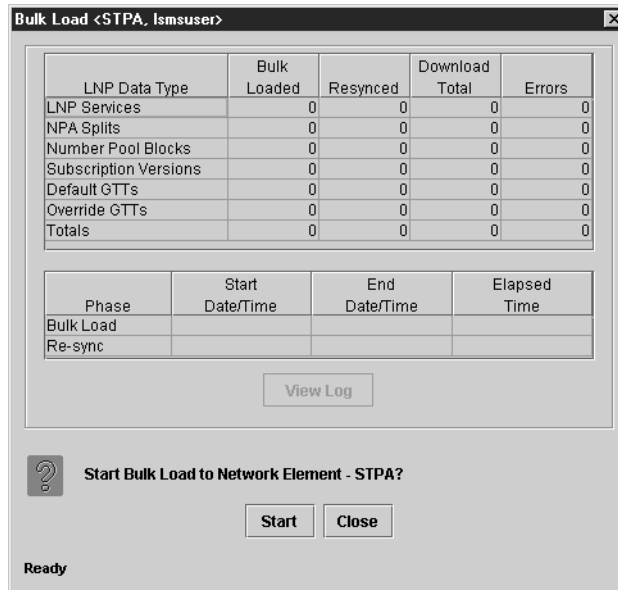 Bulk Load <STPA, lsmsuser>
LNP Data Type Bulk Loaded Resynced Download Total Errors
LNP Services 0 0 0 0
NPA Splits 0 0 0 0
Number Pool Blocks 0 0 0 0
Subscription Versions 0 0 0 0
Default GTTs 0 0 0 0
Override GTTs 0 0 0 0
Totals 0 0 0 0
Phase Start Date/Time End Date/Time Elapsed Time
Bulk Load
Re-sync
View Log
Start Bulk Load to Network Element - STPA?
Start Close
Ready